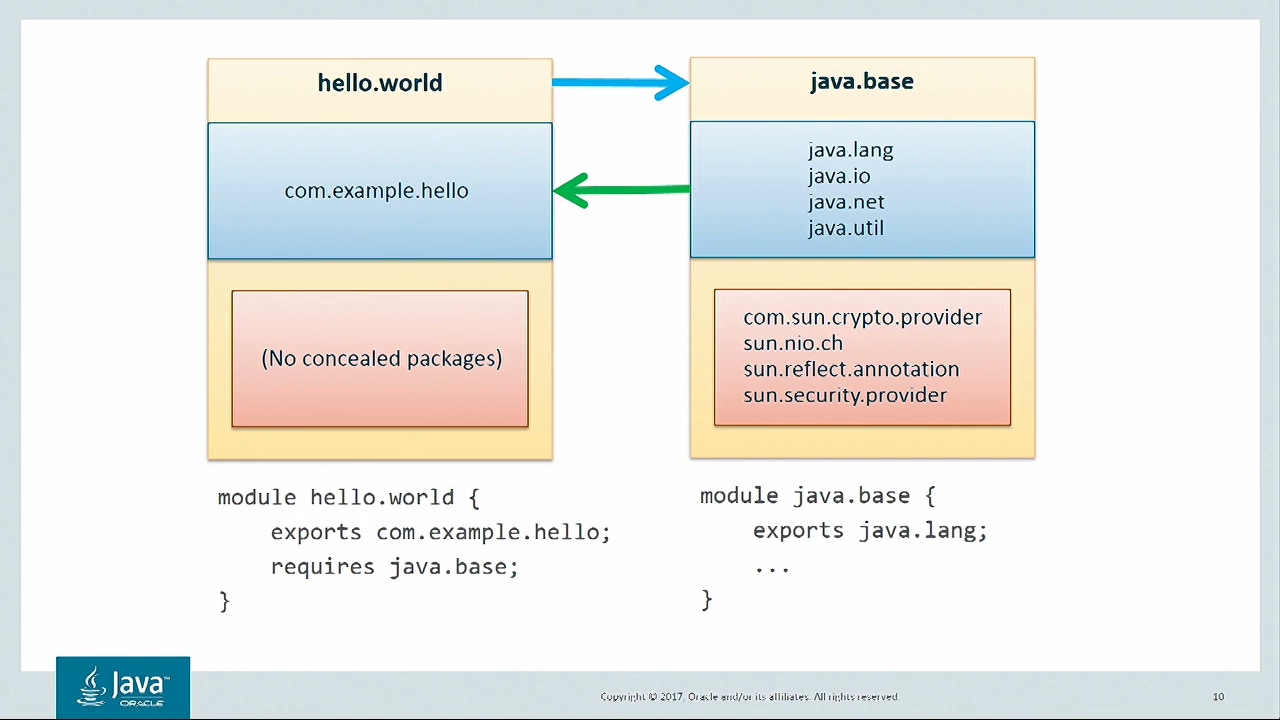 hello.world
com.example.hello
(No concealed packages)
java.base
java.lang
java.io
java.net
java.util
com.sun.crypto.provider
sun.nio.ch
sun.reflect.annotation
sun.security.provider
module hello.world {
    exports com.example.hello;
    requires java.base;
}
module java.base {
    exports java.lang;
    ...
}
Java™
ORACLE
Copyright © 2017, Oracle and/or its affiliates. All rights reserved.
10